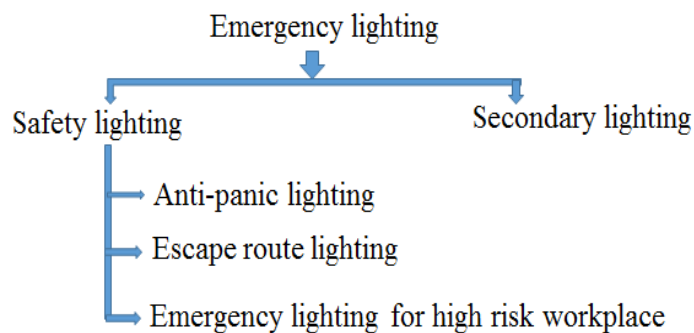 Emergency lighting
Safety lighting
Secondary lighting
Anti-panic lighting
Escape route lighting
Emergency lighting for high risk workplace